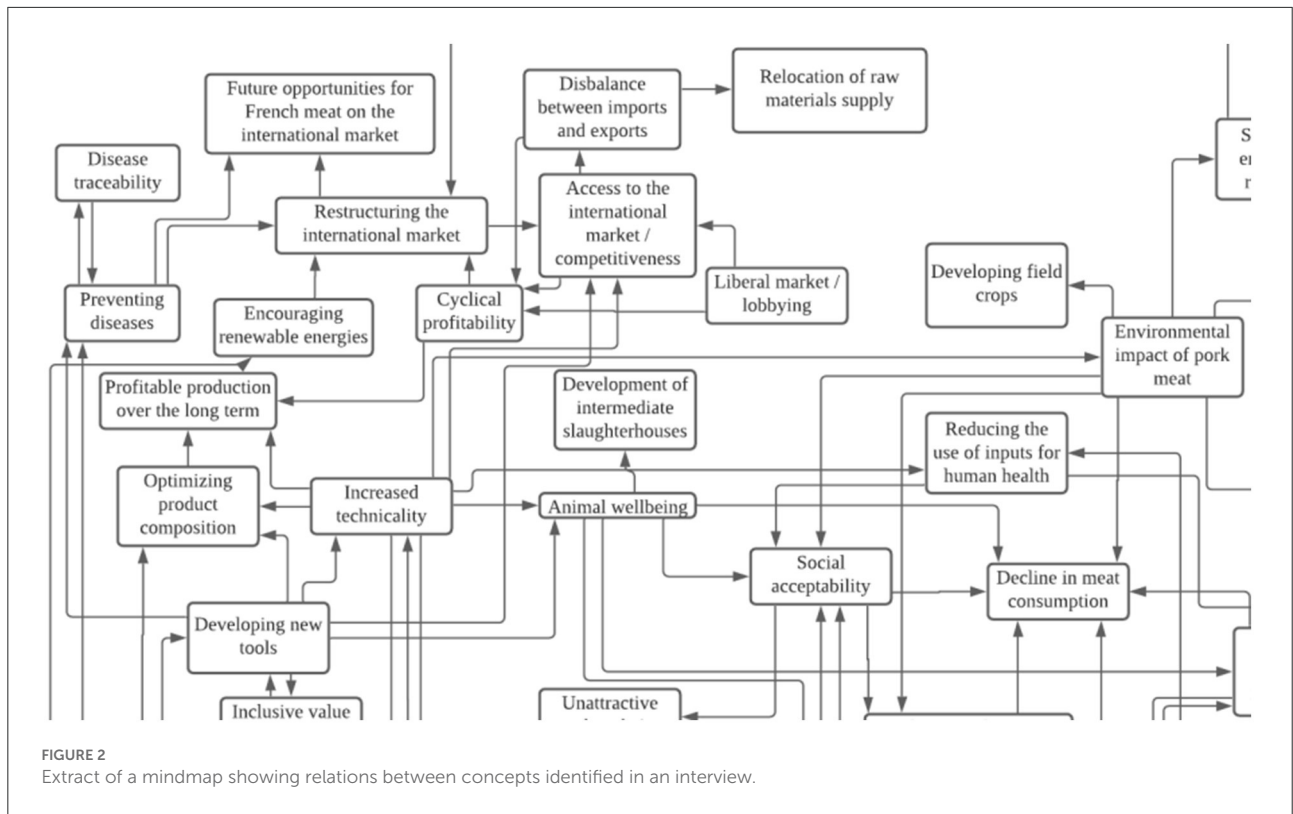 Future opportunities for
French meat on the
international market
Disbalance
between imports
and exports
Relocation of raw
materials supply
Disease
traceability
S
er
r
Restructuring the
international market
Access to the
international
market /
competitiveness
Developing field
crops
Liberal market /
lobbying
Preventing
diseases
Encouraging
renewable energies
Cyclical
profitability
Environmental
impact of pork
meat
Profitable production
over the long term
Development of
intermediate
slaughterhouses
Reducing the
use of inputs for
human health
Optimizing
product
composition
Increased
technicality
Animal wellbeing
Social
acceptability
Decline in meat
consumption
Developing new
tools
Inclusive value
Unattractive
FIGURE 2
Extract of a mindmap showing relations between concepts identified in an interview.